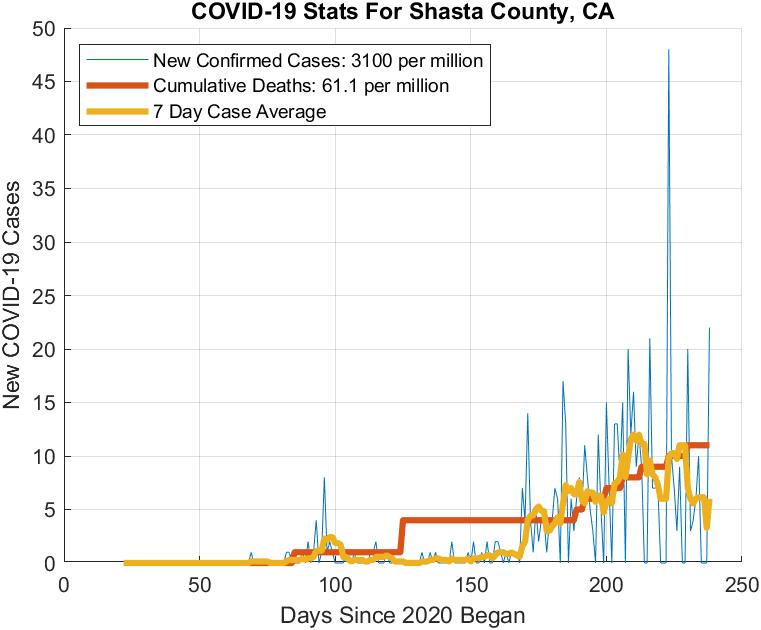 COVID-19 Stats For Shasta County, CA
50
45
40
35
30
25
20
15
10
5
0
New COVID-19 Cases
New Confirmed Cases: 3100 per million
Cumulative Deaths: 61.1 per million
7 Day Case Average
0 50 100 150 200 250
Days Since 2020 Began